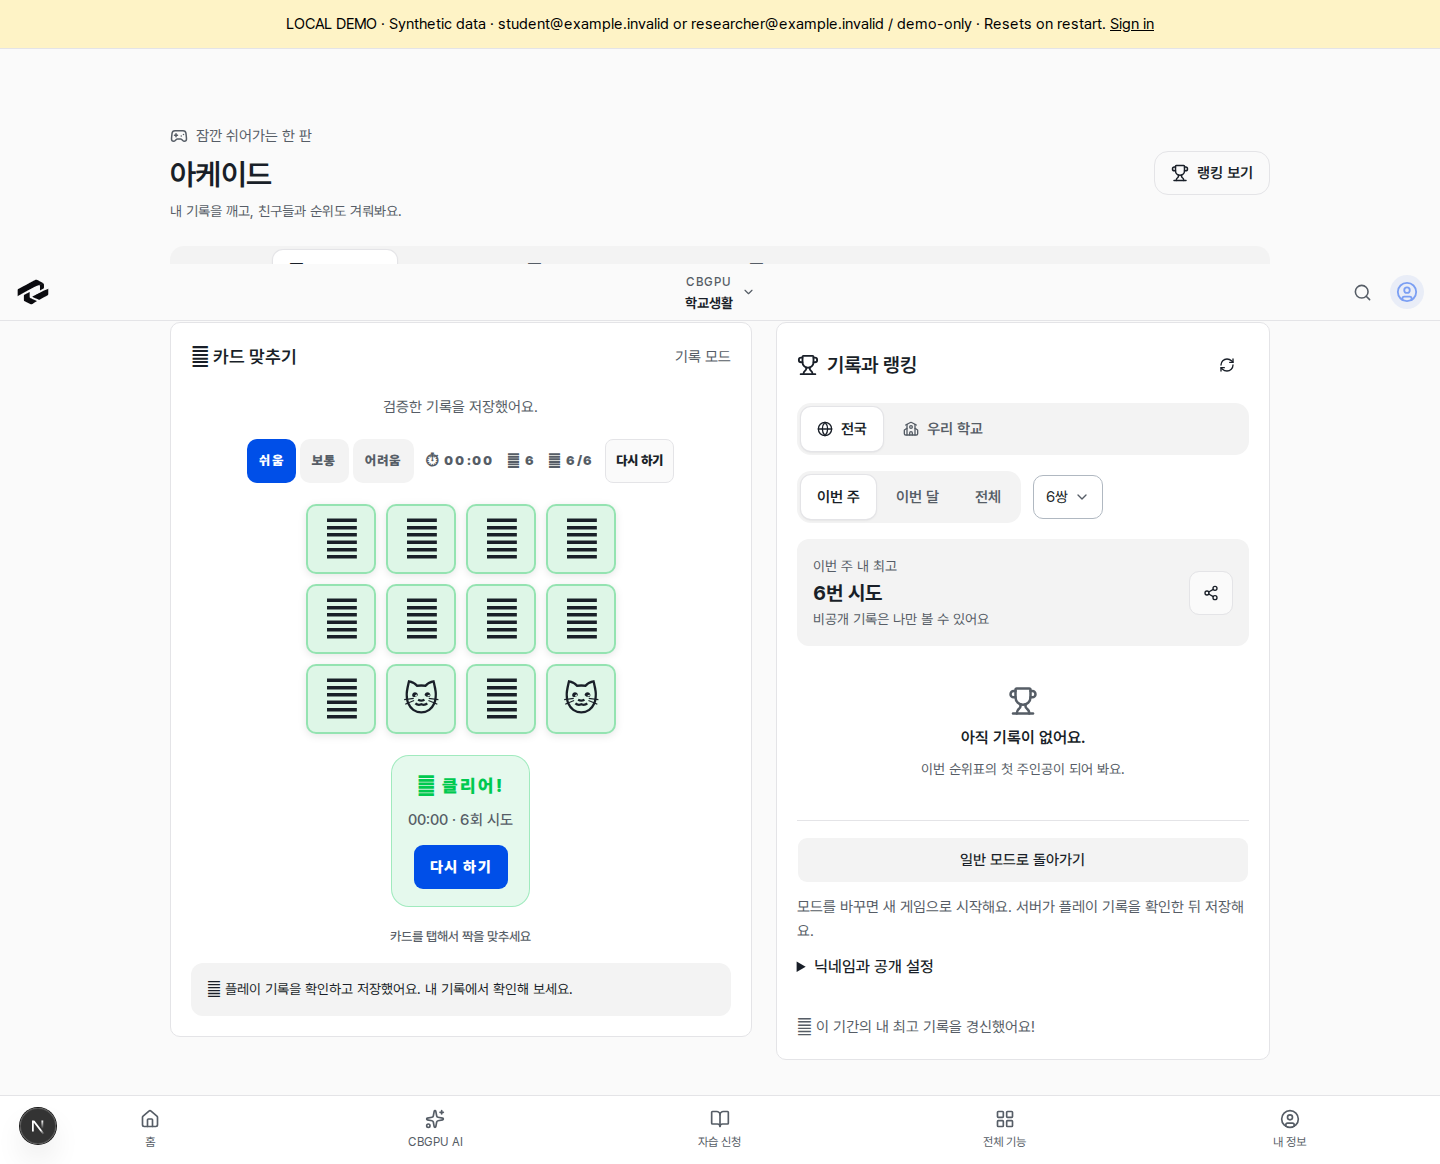 LOCAL DEMO · Synthetic data · student@example.invalid or researcher@example.invalid / demo-only · Resets on restart. Sign in
잠깐 쉬어가는 한 판
아케이드
랭킹 보기
내 기록을 깨고, 친구들과 순위도 겨뤄봐요.
CBGPU
학교생활
카드 맞추기
기록 모드
검증한 기록을 저장했어요.
쉬움
보통
어려움
00:00
6
6/6
다시 하기
클리어!
00:00 · 6회 시도
다시 하기
카드를 탭해서 짝을 맞추세요
플레이 기록을 확인하고 저장했어요. 내 기록에서 확인해 보세요.
기록과 랭킹
전국
우리 학교
이번 주
이번 달
전체
6쌍
이번 주 내 최고
6번 시도
비공개 기록은 나만 볼 수 있어요
아직 기록이 없어요.
이번 순위표의 첫 주인공이 되어 봐요.
일반 모드로 돌아가기
모드를 바꾸면 새 게임으로 시작해요. 서버가 플레이 기록을 확인한 뒤 저장해
요.
닉네임과 공개 설정
이 기간의 내 최고 기록을 경신했어요!
홈
CBGPU AI
자습 신청
전체 기능
내 정보